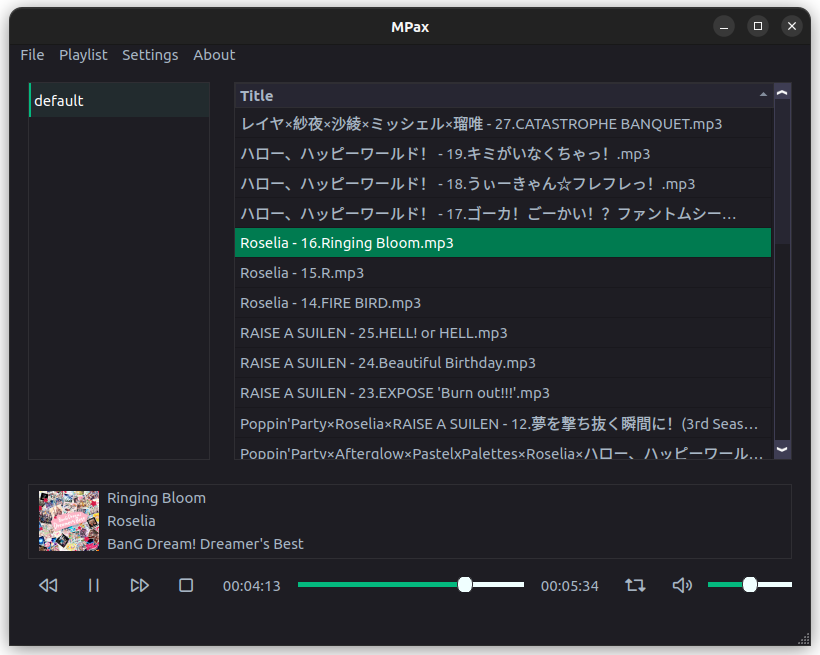 MPax
File Playlist Settings About
default
Title
レイヤ×紗夜×沙綾×ミッシェル×瑠唯 - 27.CATASTROPHE BANQUET.mp3
ハロー、ハッピーワールド！ - 19.キミがいなくちゃっ！.mp3
ハロー、ハッピーワールド！ - 18.うぃーきゃん☆フレフレっ！.mp3
ハロー、ハッピーワールド！ - 17.ゴーカ！ごーかい！？ファントムシー…
Roselia - 16.Ringing Bloom.mp3
Roselia - 15.R.mp3
Roselia - 14.FIRE BIRD.mp3
RAISE A SUILEN - 25.HELL! or HELL.mp3
RAISE A SUILEN - 24.Beautiful Birthday.mp3
RAISE A SUILEN - 23.EXPOSE 'Burn out!!!'.mp3
Poppin'Party×Roselia×RAISE A SUILEN - 12.夢を撃ち抜く瞬間に！(3rd Seas…
Poppin'Party×Afterglow×PastelxPalettes×Roselia×ハロー、ハッピーワール…
Ringing Bloom
Roselia
BanG Dream! Dreamer's Best
00:04:13 00:05:34